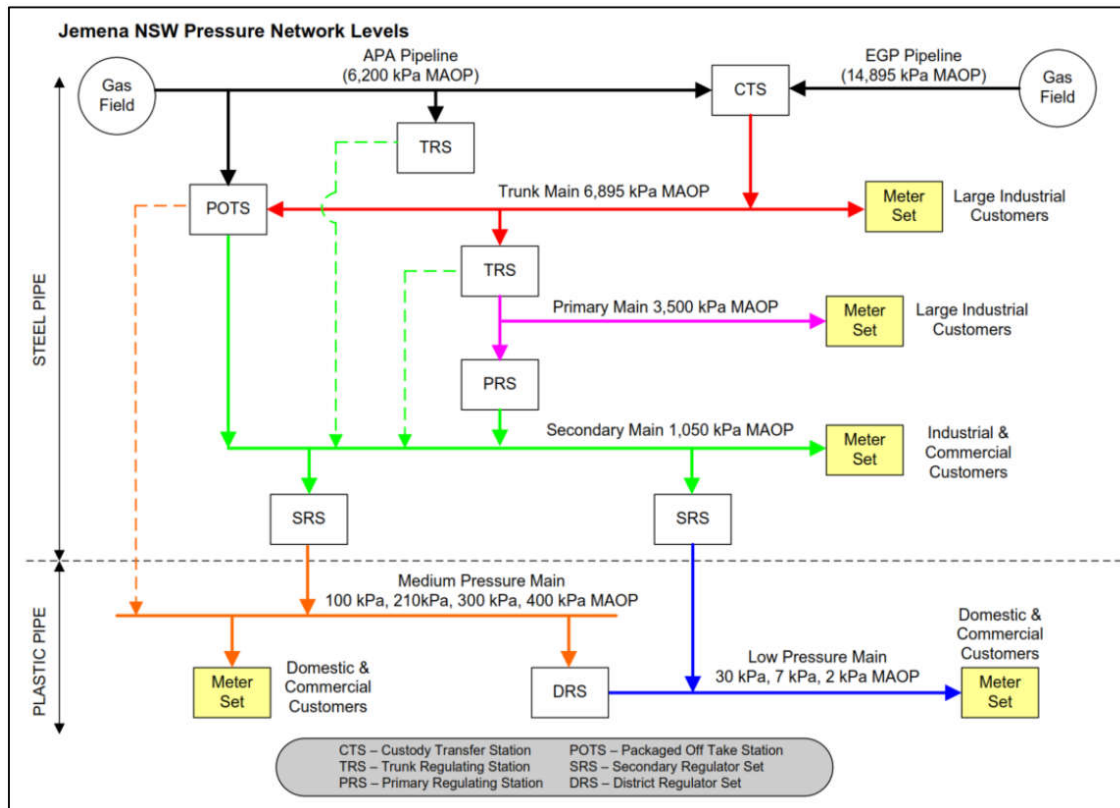 Jemena NSW Pressure Network Levels
APA Pipeline
(6,200 kPa MAOP)
EGP Pipeline
(14,895 kPa MAOP)
Gas
Field
CTS
Gas
Field
TRS
STEEL PIPE
POTS
Trunk Main 6,895 kPa MAOP
Meter
Set
Large Industrial
Customers
TRS
Primary Main 3,500 kPa MAOP
Meter
Set
Large Industrial
Customers
PRS
Secondary Main 1,050 kPa MAOP
Meter
Set
Industrial &
Commercial
Customers
SRS
SRS
PLASTIC PIPE
Medium Pressure Main
100 kPa, 210kPa, 300 kPa, 400 kPa MAOP
Meter
Set
Domestic &
Commercial
Customers
DRS
Low Pressure Main
30 kPa, 7 kPa, 2 kPa MAOP
Domestic &
Commercial
Customers
Meter
Set
CTS – Custody Transfer Station
POTS – Packaged Off Take Station
TRS – Trunk Regulating Station
SRS – Secondary Regulator Set
PRS – Primary Regulating Station
DRS – District Regulator Set